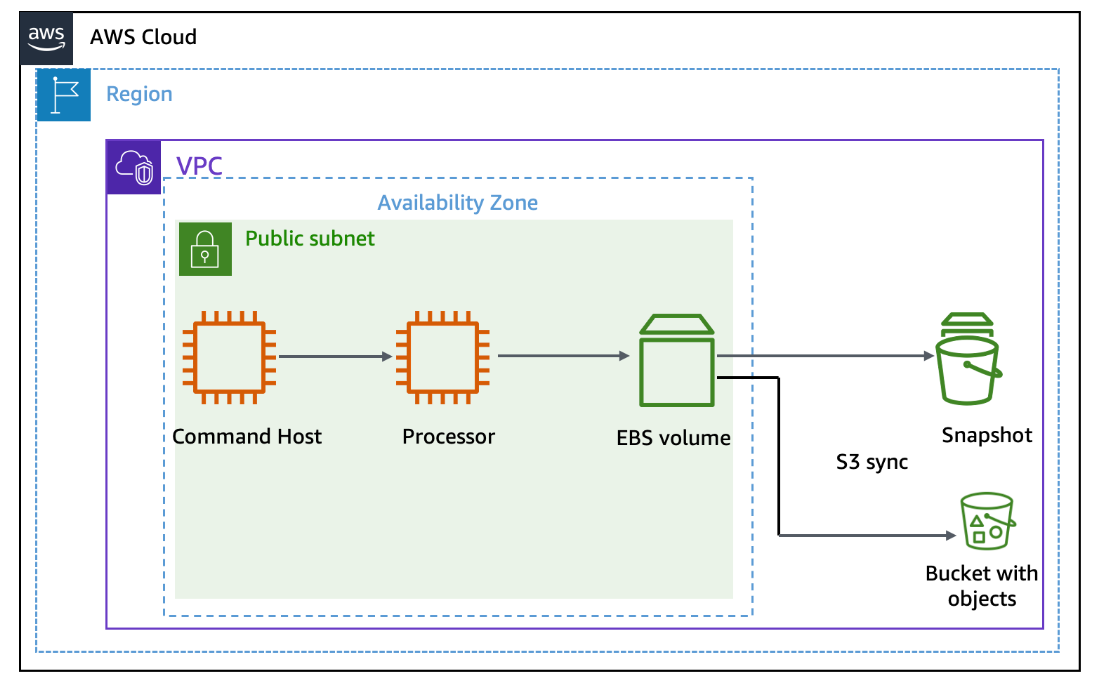 aws
AWS Cloud
Region
VPC
Availability Zone
Public subnet
Command Host
Processor
EBS volume
Snapshot
S3 sync
Bucket with
objects